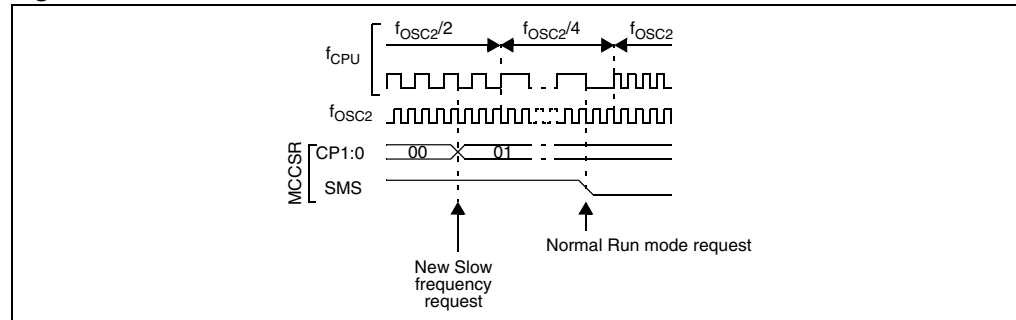 fOSC2/2 fOSC2/4 fOSC2
fCPU
fOSC2
MCCSR
CP1:0 00 01
SMS
Normal Run mode request
New Slow
frequency
request